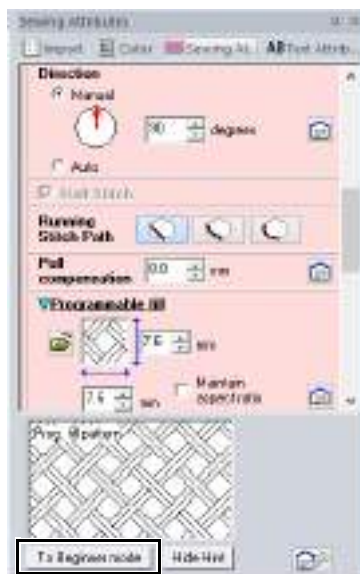 Sewing Attributes
Import Color Sewing At.. Text Attrib..
Direction
Manual
90 degrees
Auto
Half Stitch
Running
Stitch Path
Pull
compensation 0.0 mm
Programmable fill
7.6 mm
7.6 mm Maintain
aspect ratio
Prog. fill pattern
To Beginner mode Hide Hint